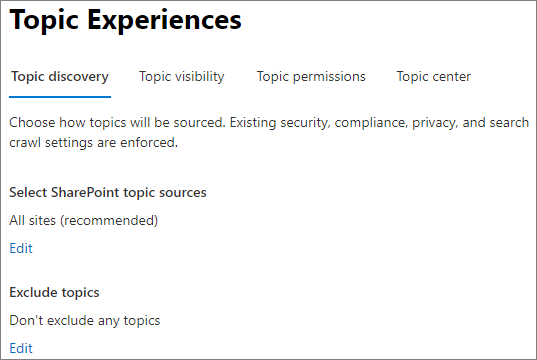 Topic Experiences
Topic discovery Topic visibility Topic permissions Topic center
Choose how topics will be sourced. Existing security, compliance, privacy, and search
crawl settings are enforced.
Select SharePoint topic sources
All sites (recommended)
Edit
Exclude topics
Don't exclude any topics
Edit